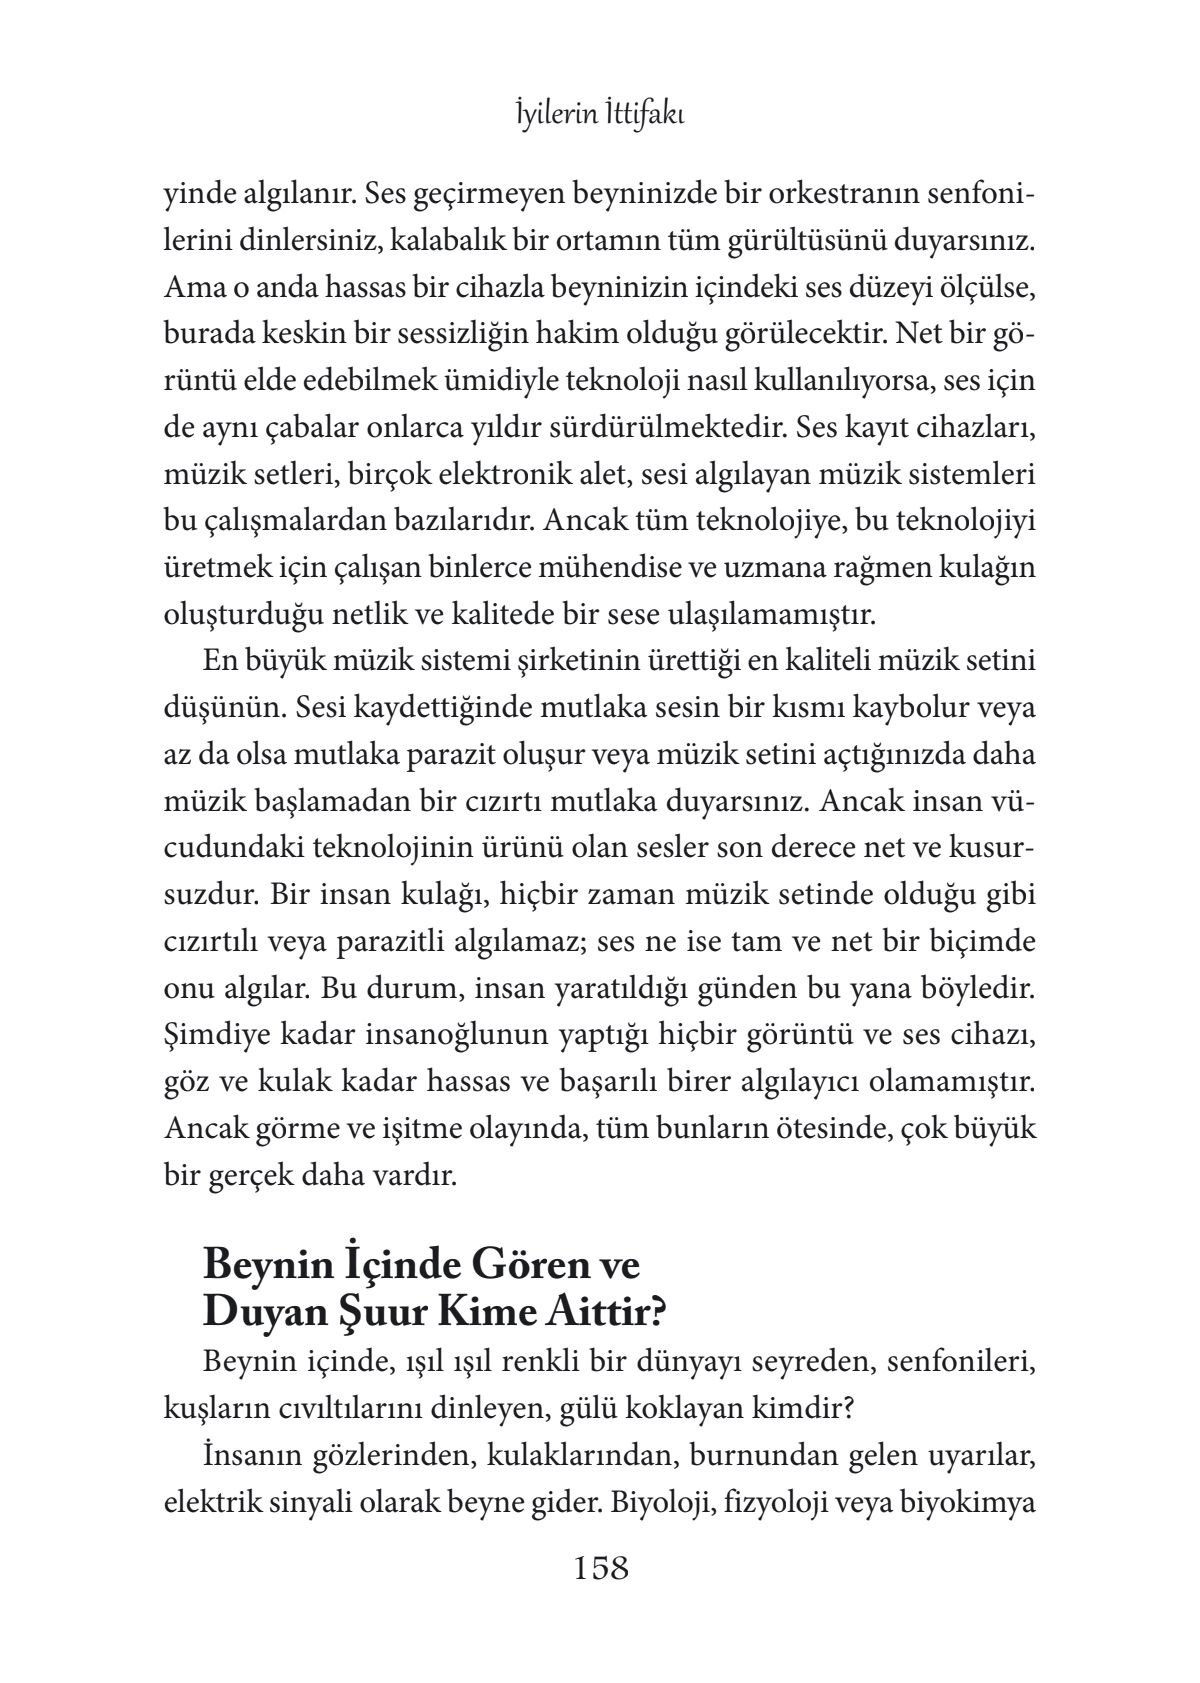 İyilerin İttifakı
yinde algılanır. Ses geçirmeyen beyninizde bir orkestranın senfoni-
lerini dinlersiniz, kalabalık bir ortamın tüm gürültüsünü duyarsınız.
Ama o anda hassas bir cihazla beyninizin içindeki ses düzeyi ölçülse,
burada keskin bir sessizliğin hakim olduğu görülecektir. Net bir gö-
rüntü elde edebilmek ümidiyle teknoloji nasıl kullanılıyorsa, ses için
de aynı çabalar onlarca yıldır sürdürülmektedir. Ses kayıt cihazları,
müzik setleri, birçok elektronik alet, sesi algılayan müzik sistemleri
bu çalışmalardan bazılarıdır. Ancak tüm teknolojiye, bu teknolojiyi
üretmek için çalışan binlerce mühendise ve uzmana rağmen kulağın
oluşturduğu netlik ve kalitede bir sese ulaşılamamıştır.
En büyük müzik sistemi şirketinin ürettiği en kaliteli müzik setini
düşünün. Sesi kaydettiğinde mutlaka sesin bir kısmı kaybolur veya
az da olsa mutlaka parazit oluşur veya müzik setini açtığınızda daha
müzik başlamadan bir cızırtı mutlaka duyarsınız. Ancak insan vü-
cudundaki teknolojinin ürünü olan sesler son derece net ve kusur-
suzdur. Bir insan kulağı, hiçbir zaman müzik setinde olduğu gibi
cızırtılı veya parazitli algılamaz; ses ne ise tam ve net bir biçimde
onu algılar. Bu durum, insan yaratıldığı günden bu yana böyledir.
Şimdiye kadar insanoğlunun yaptığı hiçbir görüntü ve ses cihazı,
göz ve kulak kadar hassas ve başarılı birer algılayıcı olamamıştır.
Ancak görme ve işitme olayında, tüm bunların ötesinde, çok büyük
bir gerçek daha vardır.
Beynin İçinde Gören ve
Duyan Şuur Kime Aittir?
Beynin içinde, ışıl ışıl renkli bir dünyayı seyreden, senfonileri,
kuşların cıvıltılarını dinleyen, gülü koklayan kimdir?
İnsanın gözlerinden, kulaklarından, burnundan gelen uyarılar,
elektrik sinyali olarak beyne gider. Biyoloji, fizyoloji veya biyokimya
158